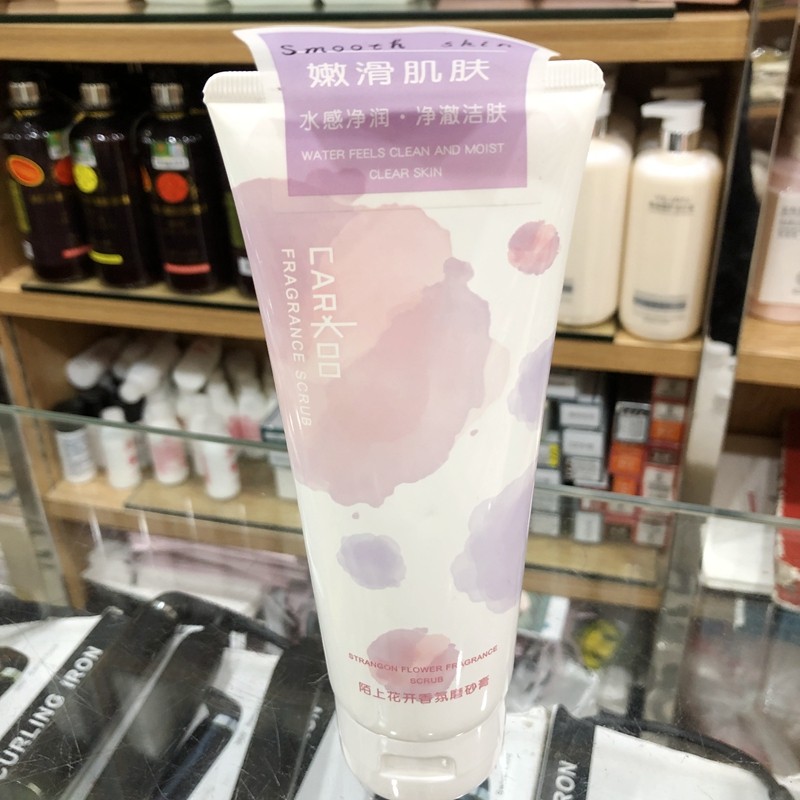 Smooth skin
嫩滑肌肤
水感净润·净澈洁肤
WATER FEELS CLEAN AND MOIST
CLEAR SKIN
CARKOO
FRAGRANCE SCRUB
STRANGON FLOWER FRAGRANCE
SCRUB
陌上花开香氛磨砂膏
CURLING IRON
RON